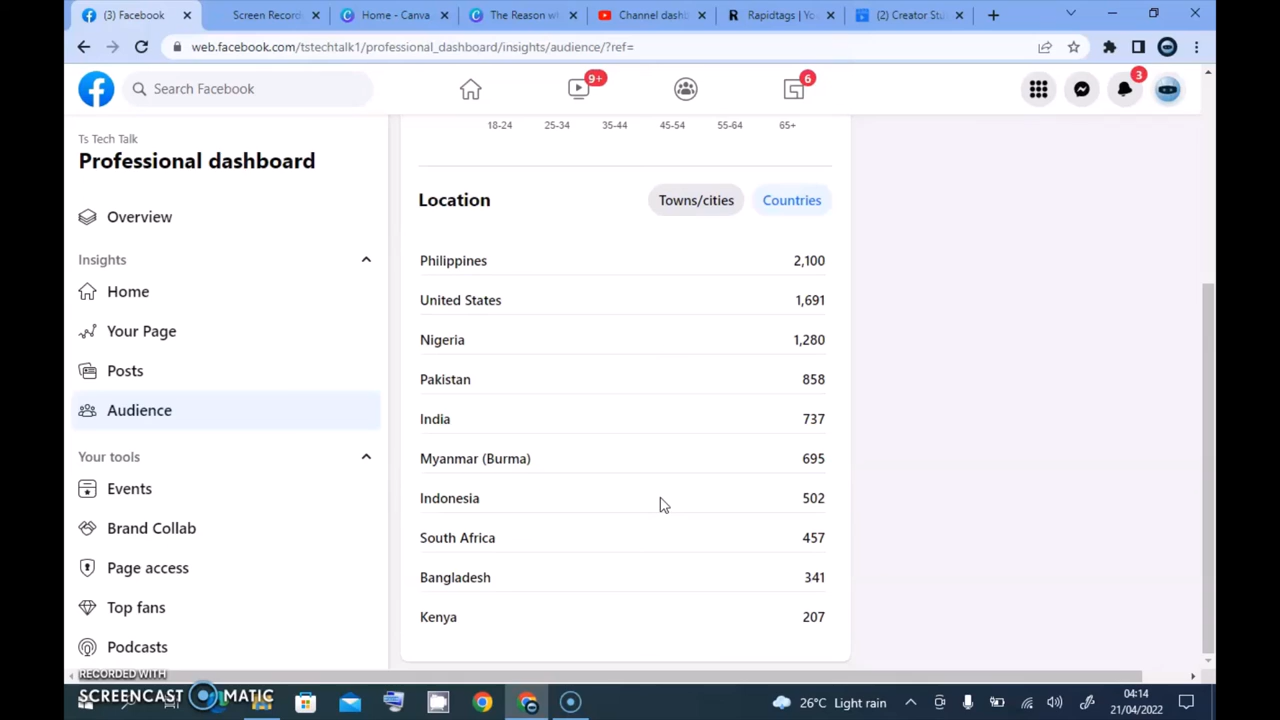 (3) Facebook
Screen Record
Home - Canva
The Reason w
Channel dash
Rapidtags | Yo
(2) Creator Stu
web.facebook.com/tstechtalk1/professional_dashboard/insights/audience/?ref=
Search Facebook
9+
6
3
Ts Tech Talk
Professional dashboard
Overview
Insights
Home
Your Page
Posts
Audience
Your tools
Events
Brand Collab
Page access
Top fans
Podcasts
18-24 25-34 35-44 45-54 55-64 65+
Location Towns/cities Countries
Philippines 2,100
United States 1,691
Nigeria 1,280
Pakistan 858
India 737
Myanmar (Burma) 695
Indonesia 502
South Africa 457
Bangladesh 341
Kenya 207
RECORDED WITH
SCREENCAST MATIC
26°C Light rain
04:14
21/04/2022